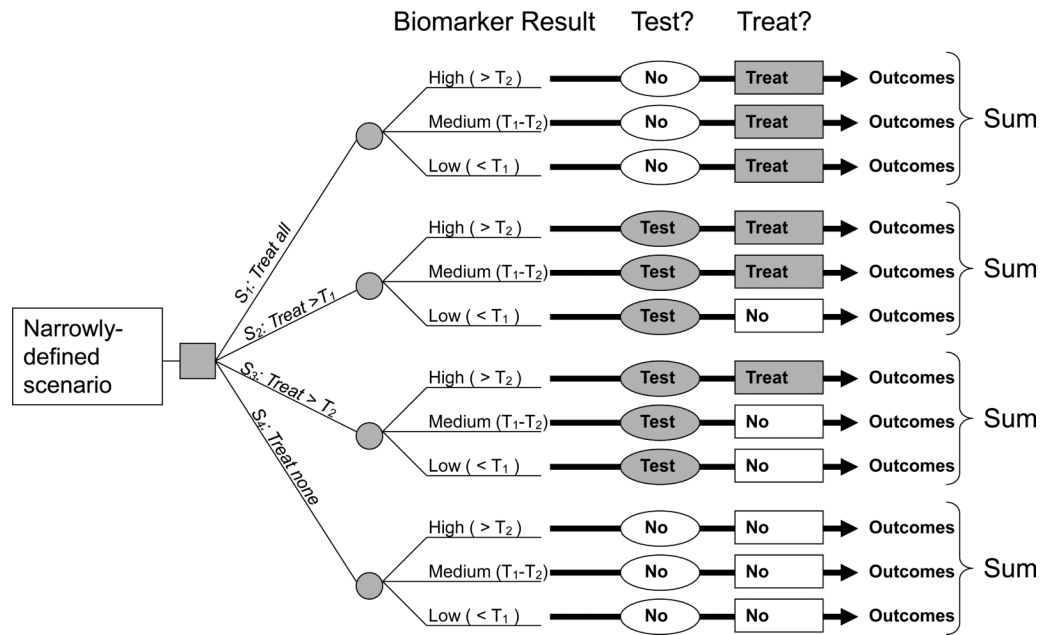 Biomarker Result Test? Treat?
High ( > T₂ ) No Treat Outcomes
Medium (T₁-T₂) No Treat Outcomes
Low ( < T₁ ) No Treat Outcomes
Sum
S₁: Treat all
High ( > T₂ ) Test Treat Outcomes
Medium (T₁-T₂) Test Treat Outcomes
Low ( < T₁ ) Test No Outcomes
Sum
S₂: Treat >T₁
Narrowly-
defined
scenario
S₃: Treat > T₂
High ( > T₂ ) Test Treat Outcomes
Medium (T₁-T₂) Test No Outcomes
Low ( < T₁ ) Test No Outcomes
Sum
S₄: Treat none
High ( > T₂ ) No No Outcomes
Medium (T₁-T₂) No No Outcomes
Low ( < T₁ ) No No Outcomes
Sum